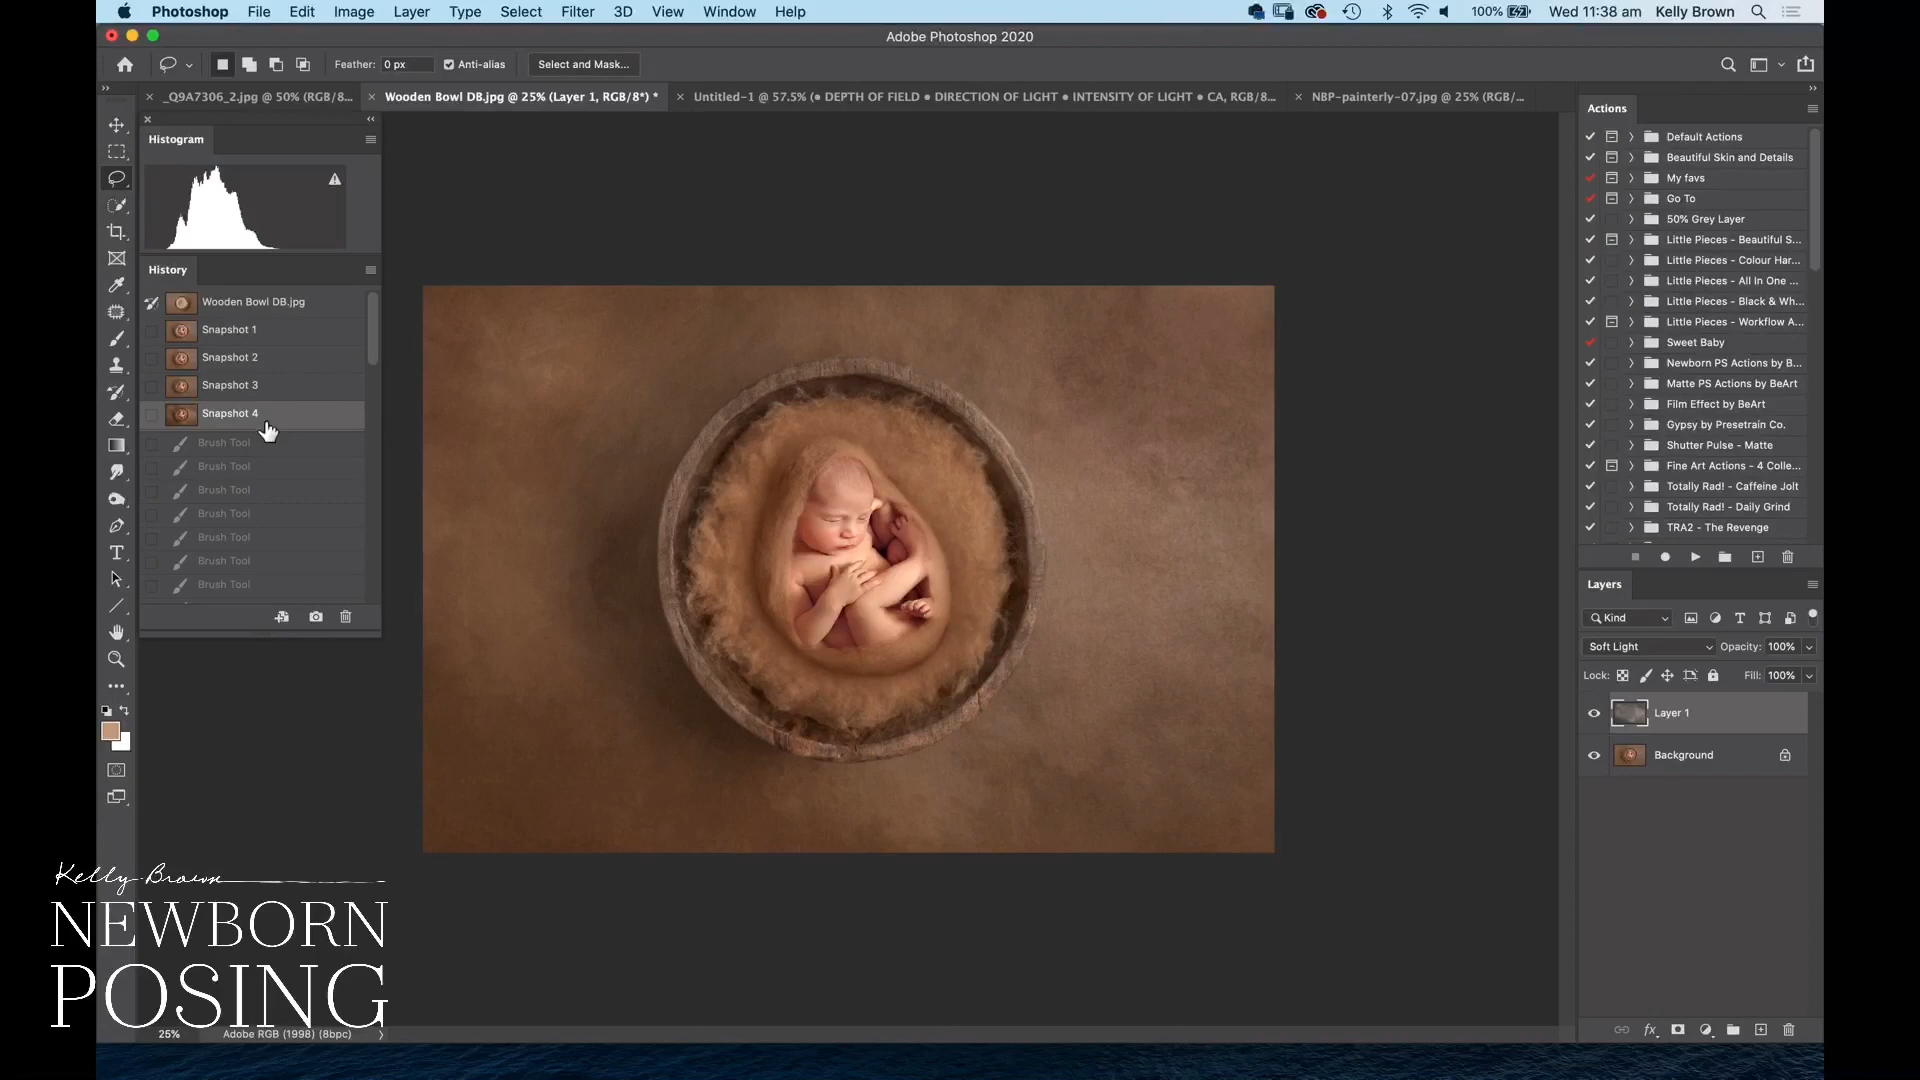 Photoshop File Edit Image Layer Type Select Filter 3D View Window Help 100% Wed 11:38 am Kelly Brown
Adobe Photoshop 2020
Feather: 0 px Anti-alias Select and Mask...
_Q9A7306_2.jpg @ 50% (RGB/8... Wooden Bowl DB.jpg @ 25% (Layer 1, RGB/8*) * Untitled-1 @ 57.5% (● DEPTH OF FIELD ● DIRECTION OF LIGHT ● INTENSITY OF LIGHT ● CA, RGB/8... NBP-painterly-07.jpg @ 25% (RGB/...
Histogram
History
Wooden Bowl DB.jpg
Snapshot 1
Snapshot 2
Snapshot 3
Snapshot 4
Brush Tool
Brush Tool
Brush Tool
Brush Tool
Brush Tool
Brush Tool
Brush Tool
Actions
Default Actions
Beautiful Skin and Details
My favs
Go To
50% Grey Layer
Little Pieces - Beautiful S...
Little Pieces - Colour Har...
Little Pieces - All In One ...
Little Pieces - Black & Wh...
Little Pieces - Workflow A...
Sweet Baby
Newborn PS Actions by B...
Matte PS Actions by BeArt
Film Effect by BeArt
Gypsy by Presetrain Co.
Shutter Pulse - Matte
Fine Art Actions - 4 Colle...
Totally Rad! - Caffeine Jolt
Totally Rad! - Daily Grind
TRA2 - The Revenge
Layers
Kind
Soft Light Opacity: 100%
Lock: Fill: 100%
Layer 1
Background
Kelly Brown
NEWBORN
POSING
25% Adobe RGB (1998) (8bpc)